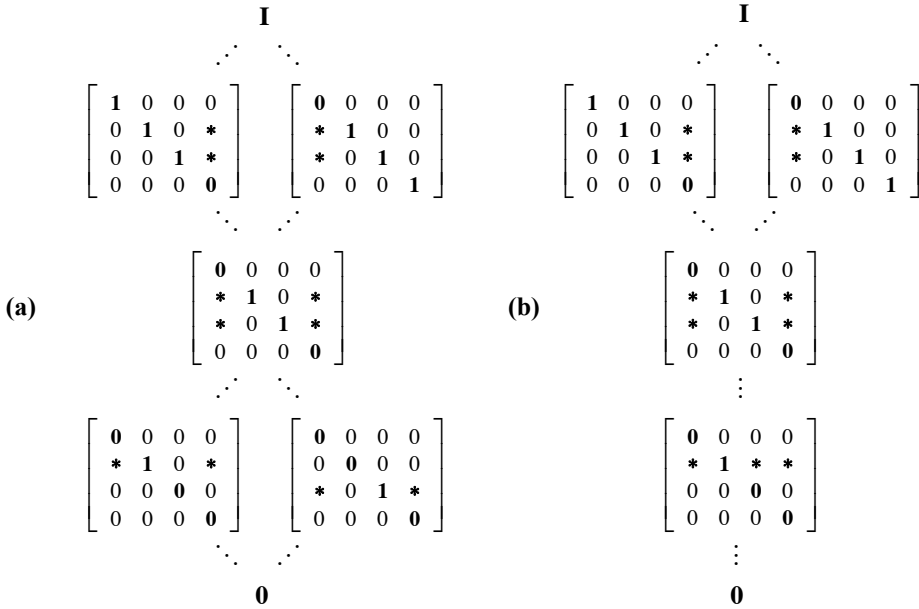 I I
1 0 0 0 0 0 0 0 1 0 0 0 0 0 0 0
0 1 0 * * 1 0 0 0 1 0 * * 1 0 0
0 0 1 * * 0 1 0 0 0 1 * * 0 1 0
0 0 0 0 0 0 0 1 0 0 0 0 0 0 0 1
0 0 0 0 0 0 0 0
* 1 0 * * 1 0 *
(a) (b)
* 0 1 * * 0 1 *
0 0 0 0 0 0 0 0
0 0 0 0 0 0 0 0 0 0 0 0
* 1 0 * 0 0 0 0 * 1 * *
0 0 0 0 * 0 1 * 0 0 0 0
0 0 0 0 0 0 0 0 0 0 0 0
0 0